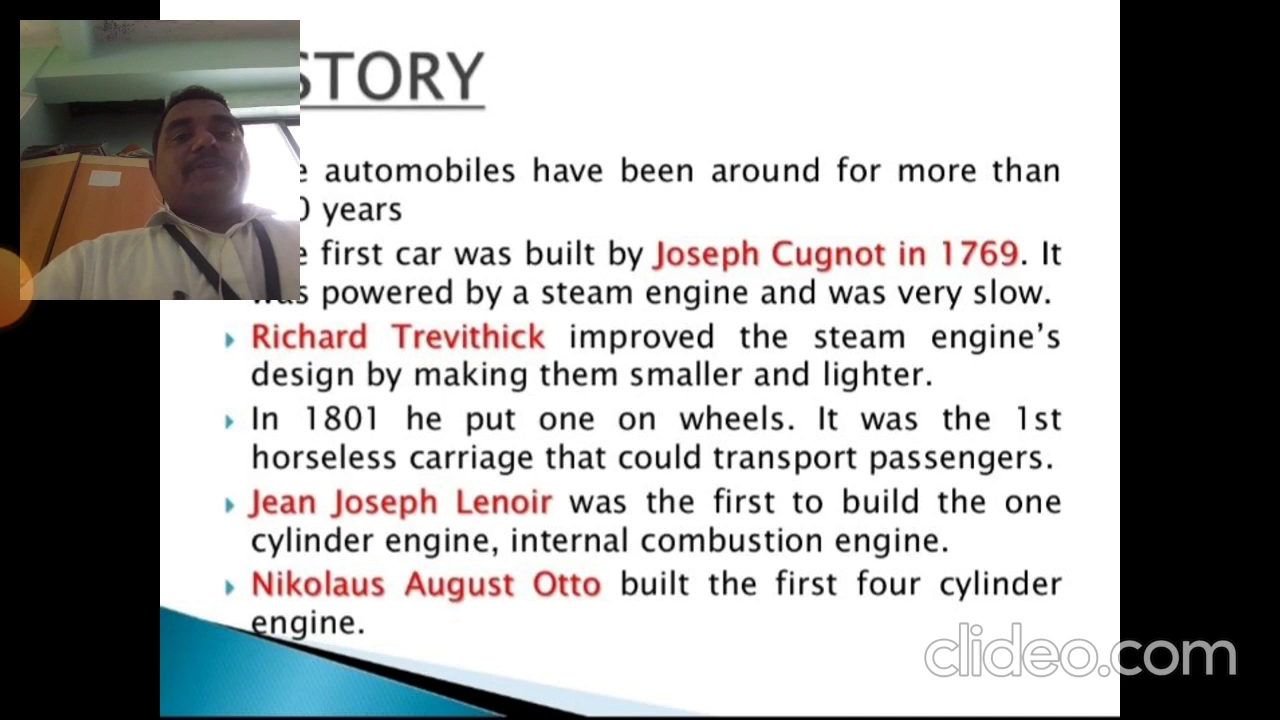 STORY
automobiles have been around for more than
0 years
first car was built by Joseph Cugnot in 1769. It
was powered by a steam engine and was very slow.
Richard Trevithick improved the steam engine’s
design by making them smaller and lighter.
In 1801 he put one on wheels. It was the 1st
horseless carriage that could transport passengers.
Jean Joseph Lenoir was the first to build the one
cylinder engine, internal combustion engine.
Nikolaus August Otto built the first four cylinder
engine.
clideo.com